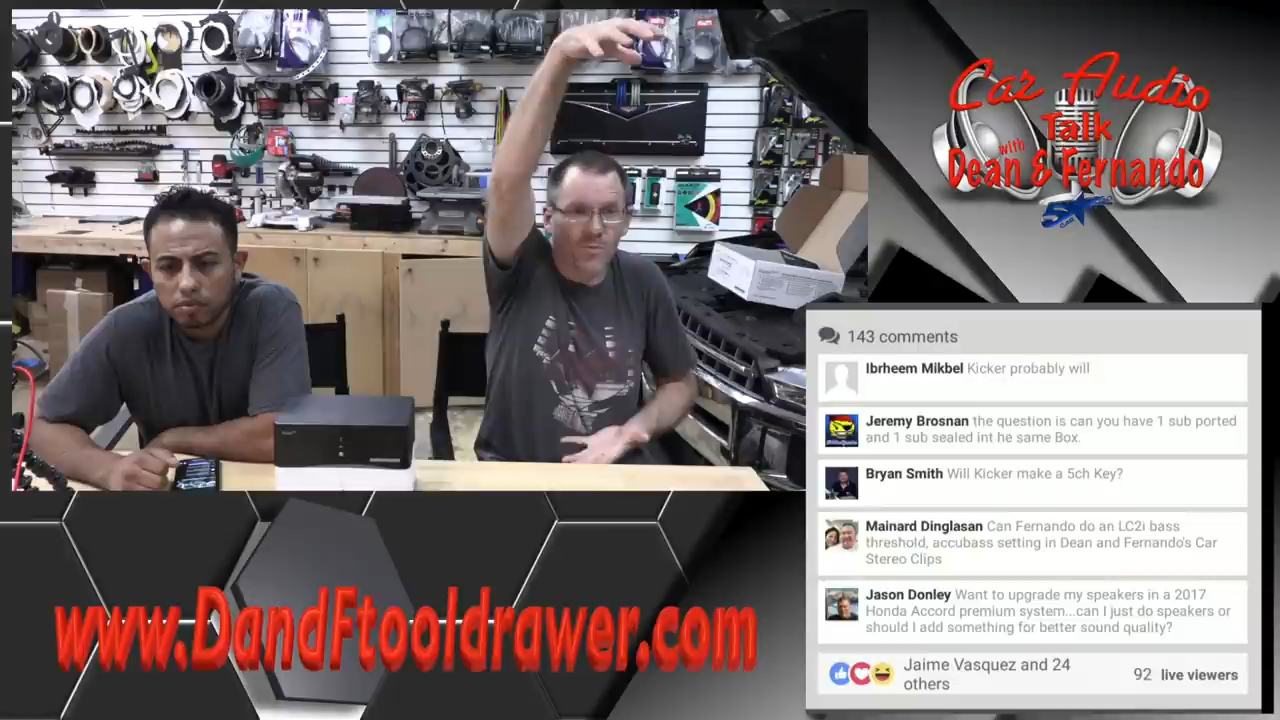 Car Audio
Talk
with
Dean & Fernando
5
143 comments
Ibrheem Mikbel Kicker probably will
Jeremy Brosnan the question is can you have 1 sub ported
and 1 sub sealed int he same Box.
Bryan Smith Will Kicker make a 5ch Key?
Mainard Dinglasan Can Fernando do an LC2i bass
threshold, accubass setting in Dean and Fernando's Car
Stereo Clips
Jason Donley Want to upgrade my speakers in a 2017
Honda Accord premium system...can I just do speakers or
should I add something for better sound quality?
Jaime Vasquez and 24
others
92 live viewers
www.DandFtooldrawer.com